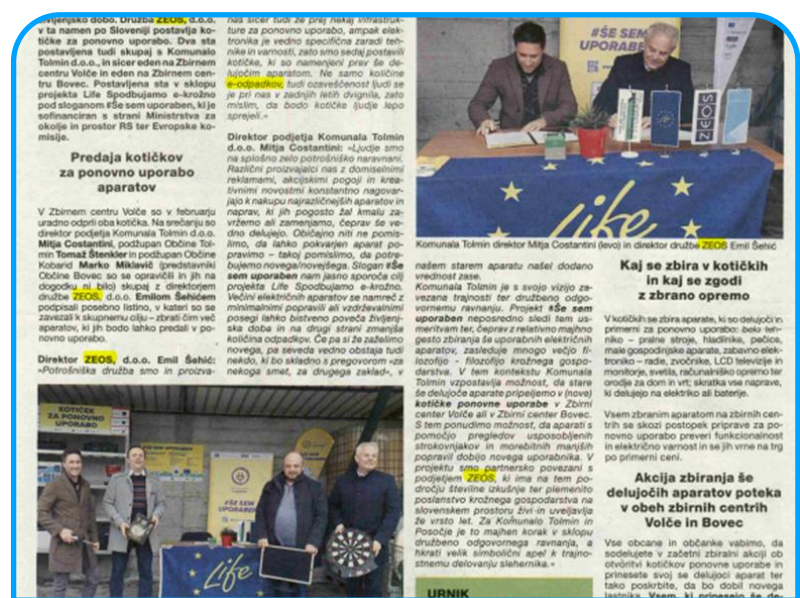 življenjsko dobo. Družba ZEOS, d.o.o.
v ta namen po Sloveniji postavlja ko-
tičke za ponovno uporabo. Dva sta
postavljena tudi skupaj s Komunalo
Tolmin d.o.o., in sicer eden na Zbirnem
centru Volče in eden na Zbirnem cen-
tru Bovec. Postavljena sta v sklopu
projekta Life Spodbujamo e-krožno
pod sloganom #Še sem uporaben, ki je
sofinanciran s strani Ministrstva za
okolje in prostor RS ter Evropske ko-
misije.
Predaja kotičkov
za ponovno uporabo
aparatov
V Zbirnem centru Volče so v februarju
uradno odprli oba kotička. Na srečanju so
direktor podjetja Komunala Tolmin d.o.o.
Mitja Costantini, podžupan Občine Tol-
min Tomaž Štenkler in podžupan Občine
Kobarid Marko Miklavič (predstavniki
Občine Bovec so se opravičili in jih na
dogodku ni bilo) skupaj z direktorjem
družbe ZEOS, d.o.o. Emilom Šehićem
podpisali posebno listino, v kateri so se
zavezali k skupnemu cilju – zbrati čim več
aparatov, ki jih bodo lahko predali v po-
novno uporabo.
Direktor ZEOS, d.o.o. Emil Šehić:
»Potrošniška družba smo in proizva-
nas sicer tudi že prej nekaj infrastruk-
ture za ponovno uporabo, ampak elek-
tronika je vedno specifična zaradi teh-
nike in varnosti, zato smo sedaj postavili
kotičke, ki so namenjeni prav še de-
lujočim aparatom. Ne samo količine
e-odpadkov, tudi ozaveščenost ljudi se
je pri nas v zadnjih letih dvignila, zato
mislim, da bodo kotičke ljudje lepo
sprejeli.«
Direktor podjetja Komunala Tolmin
d.o.o. Mitja Costantini: »Ljudje smo
na splošno zelo potrošniško naravnani.
Različni proizvajalci nas z domiselnimi
reklamami, akcijskimi pogoji in krea-
tivnimi novostmi konstantno nagovar-
jajo k nakupu najrazličnejših aparatov in
naprav, ki jih pogosto žal kmalu za-
vržemo ali zamenjamo, čeprav še ve-
dno delujejo. Običajno niti ne pomis-
limo, da lahko pokvarjen aparat pop-
ravimo – takoj pomislimo, da potre-
bujemo novega/novejšega. Slogan #Še
sem uporaben nam jasno sporoča cilj
projekta Life Spodbujamo e-krožno.
Večini električnih aparatov se namreč z
minimalnimi popravili ali vzdrževalnimi
posegi lahko bistveno poveča življenj-
ska doba in na drugi strani zmanjša
količina odpadkov. Če pa si že zaželimo
novega, pa seveda vedno obstaja tudi
nekdo, ki bo skladno s pregovorom »za
nekoga smet, za drugega zaklad«, v
#ŠE SEM
UPORABEN
ZEOS
Life
Komunala Tolmin direktor Mitja Costantini (levo) in direktor družbe ZEOS Emil Šehić
našem starem aparatu našel dodano
vrednost zase.
Komunala Tolmin je s svojo vizijo za-
vezana trajnosti ter družbeno odgo-
vornemu ravnanju. Projekt #Še sem
uporaben neposredno sledi tem us-
meritvam ter, čeprav z relativno majhno
gesto zbiranja še uporabnih električnih
aparatov, zasleduje mnogo večjo fi-
lozofijo – filozofijo krožnega gospo-
darstva. V tem kontekstu Komunala
Tolmin vzpostavlja možnost, da stare
še delujoče aparate pripeljemo v (nove)
kotičke ponovne uporabe v Zbirni
center Volče ali v Zbirni center Bovec.
S tem ponudimo možnost, da aparati s
pomočjo pregledov usposobljenih
strokovnjakov in morebitnih manjših
popravil dobijo novega uporabnika. V
projektu smo partnersko povezani s
podjetjem ZEOS, ki ima na tem po-
dročju številne izkušnje ter plemenito
poslanstvo krožnega gospodarstva na
slovenskem prostoru živi in uveljavlja
že vrsto let. Za Komunalo Tolmin in
Posočje je to majhen korak v sklopu
družbeno odgovornega ravnanja, a
hkrati velik simbolični apel k trajno-
stnemu delovanju slehernika.«
URNIK
Kaj se zbira v kotičkih
in kaj se zgodi
z zbrano opremo
V kotičkih se zbira aparate, ki so delujoči in
primerni za ponovno uporabo: belo teh-
niko – pralne stroje, hladilnike, pečice,
male gospodinjske aparate, zabavno elek-
troniko – radie, zvočnike, LCD televizije in
monitorje, svetila, računalniško opremo ter
orodje za dom in vrt; skratka vse naprave,
ki delujejo na elektriko ali baterije.
Vsem zbranim aparatom na zbirnih cen-
trih se skozi postopek priprave za po-
novno uporabo preveri funkcionalnost
in električno varnost in se jih vrne na trg
po primerni ceni.
Akcija zbiranja še
delujočih aparatov poteka
v obeh zbirnih centrih
Volče in Bovec
Vse občane in občanke vabimo, da
sodelujete v začetni zbiralni akciji ob
otvoritvi kotičkov ponovne uporabe in
prinesete svoj še delujoči aparat ter
tako poskrbite, da bo dobil novega
lastnika. Vsem, ki prinesejo še de-
KOTIČEK
ZA PONOVNO
UPORABO
#ŠE SEM
UPORABEN
Life